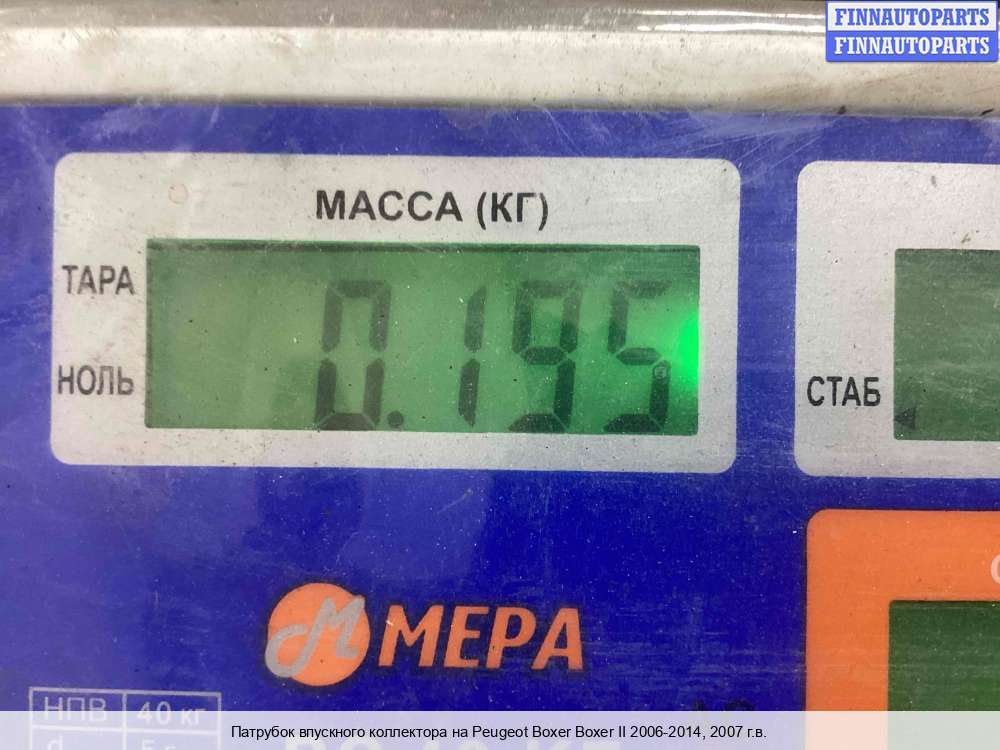 FINNAUTOPARTS
FINNAUTOPARTS
МАССА (КГ)
ТАРА
0.195
НОЛЬ
СТАБ
МЕРА
НПВ 40 кг
Патрубок впускного коллектора на Peugeot Boxer Boxer II 2006-2014, 2007 г.в.